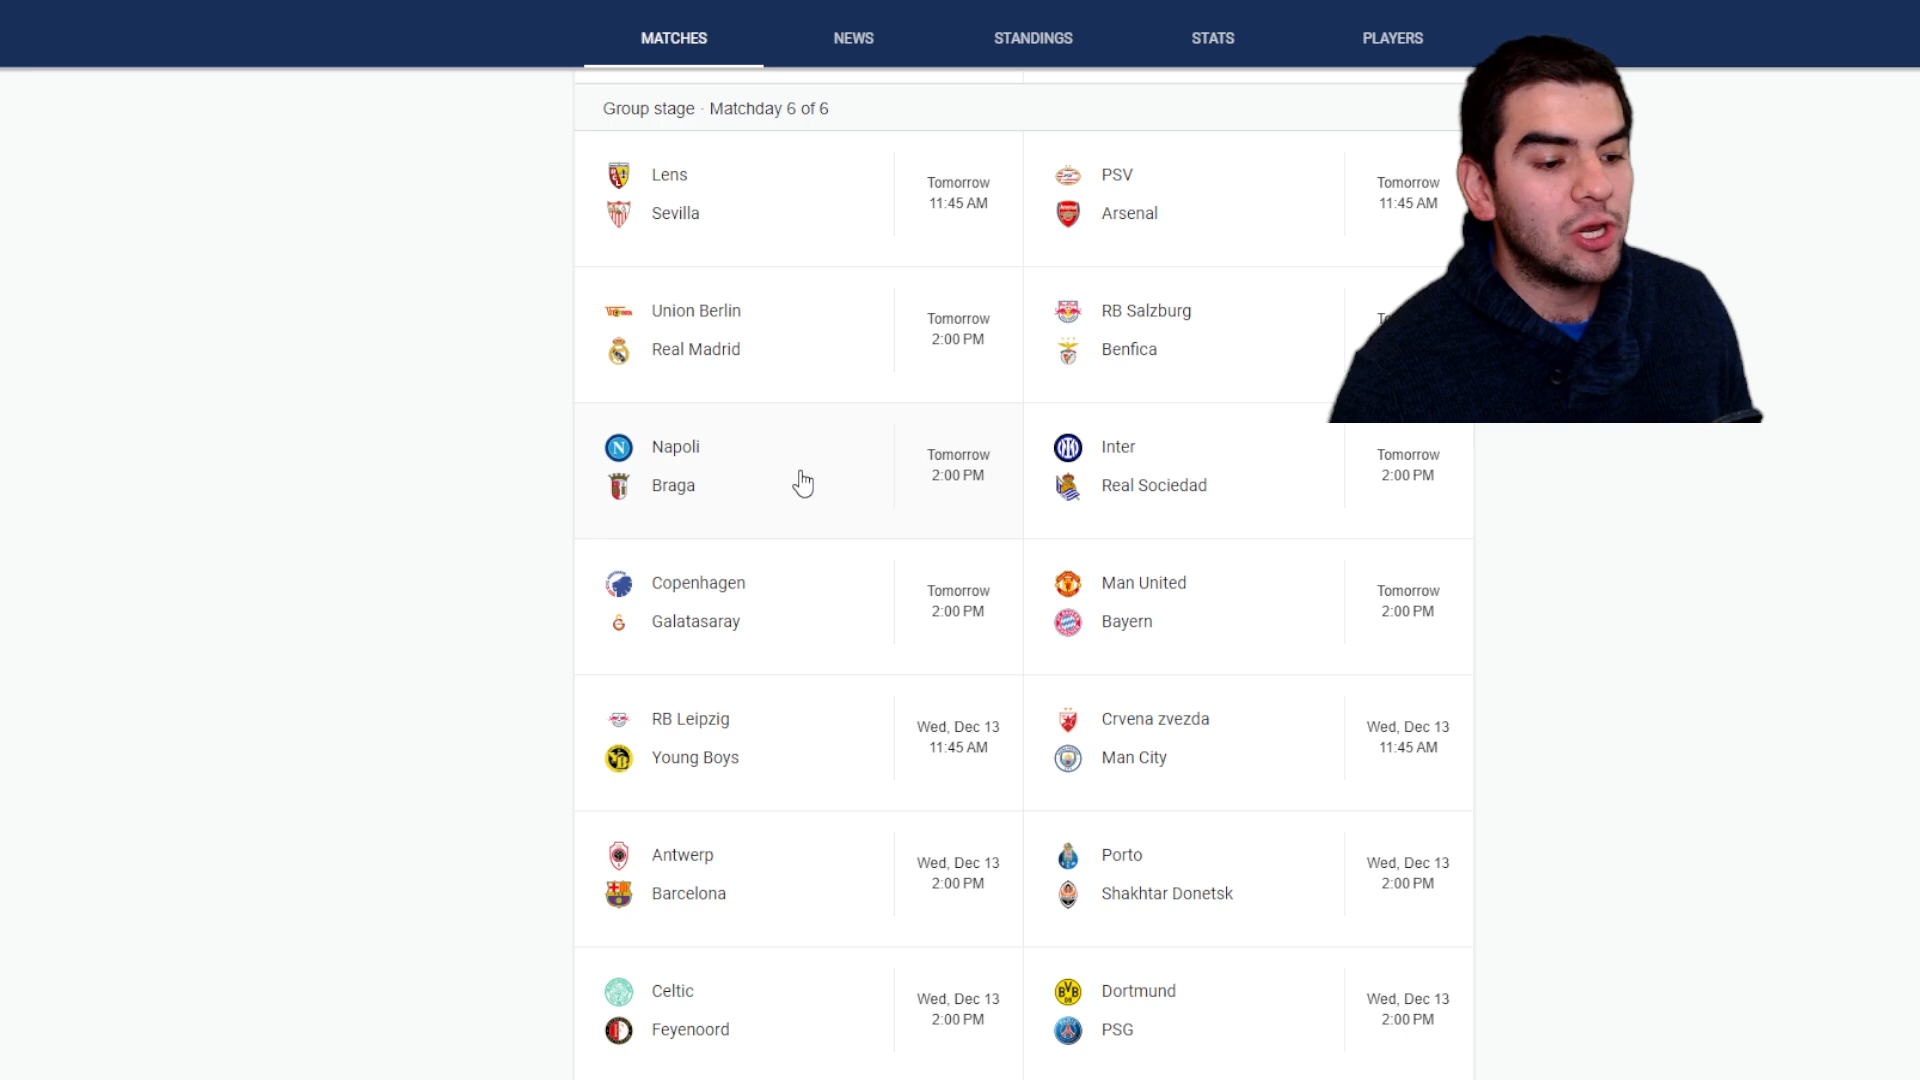 MATCHES NEWS STANDINGS STATS PLAYERS
Group stage · Matchday 6 of 6
Lens
Sevilla
Tomorrow
11:45 AM
PSV
Arsenal
Tomorrow
11:45 AM
Union Berlin
Real Madrid
Tomorrow
2:00 PM
RB Salzburg
Benfica
Napoli
Braga
Tomorrow
2:00 PM
Inter
Real Sociedad
Tomorrow
2:00 PM
Copenhagen
Galatasaray
Tomorrow
2:00 PM
Man United
Bayern
Tomorrow
2:00 PM
RB Leipzig
Young Boys
Wed, Dec 13
11:45 AM
Crvena zvezda
Man City
Wed, Dec 13
11:45 AM
Antwerp
Barcelona
Wed, Dec 13
2:00 PM
Porto
Shakhtar Donetsk
Wed, Dec 13
2:00 PM
Celtic
Feyenoord
Wed, Dec 13
2:00 PM
Dortmund
PSG
Wed, Dec 13
2:00 PM